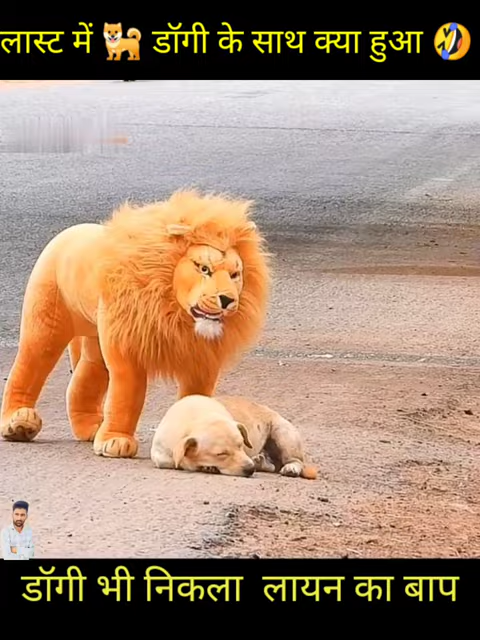 लास्ट में 🐕 डॉगी के साथ क्या हुआ 🤣
डॉगी भी निकला लायन का बाप